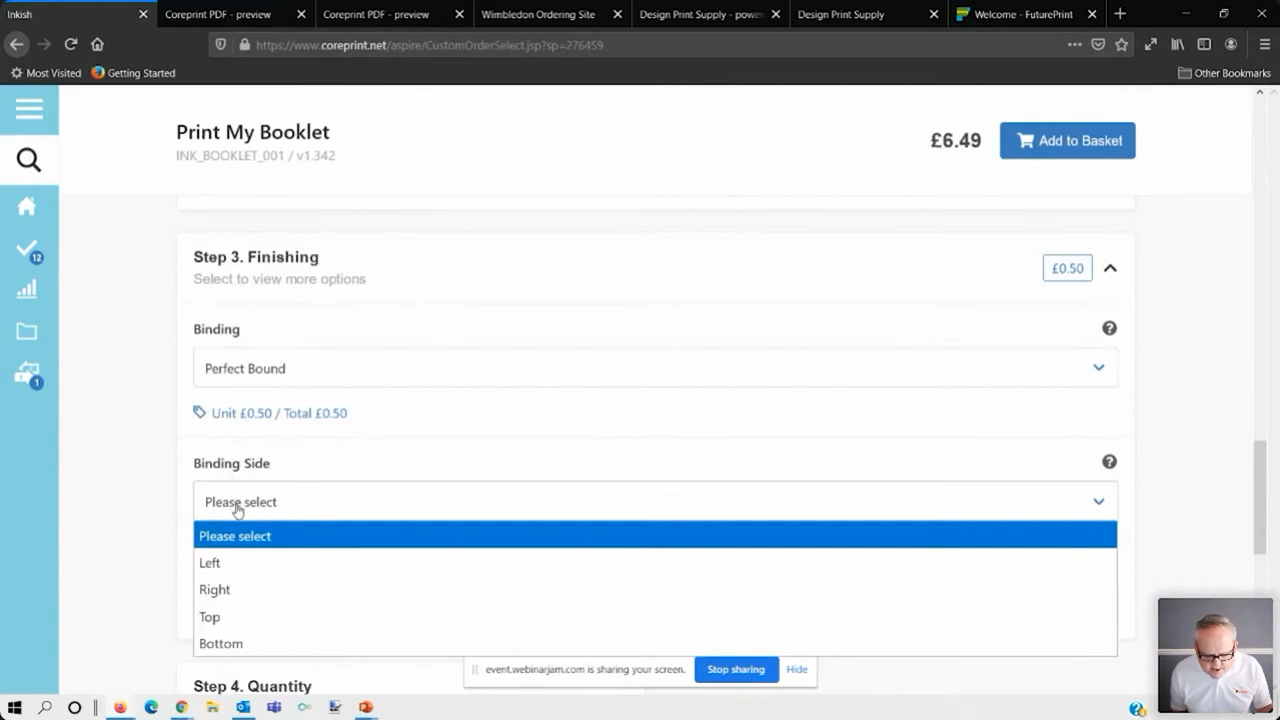 Inkish
Coreprint PDF - preview
Coreprint PDF - preview
Wimbledon Ordering Site
Design Print Supply - power
Design Print Supply
Welcome - FuturePrint
https://www.coreprint.net/aspire/CustomOrderSelect.jsp?sp=276459
Most Visited
Getting Started
Other Bookmarks
Print My Booklet
INK_BOOKLET_001 / v1.342
£6.49
Add to Basket
Step 3. Finishing
Select to view more options
£0.50
Binding
Perfect Bound
Unit £0.50 / Total £0.50
Binding Side
Please select
Please select
Left
Right
Top
Bottom
12
1
event.webinarjam.com is sharing your screen.
Stop sharing
Hide
Step 4. Quantity